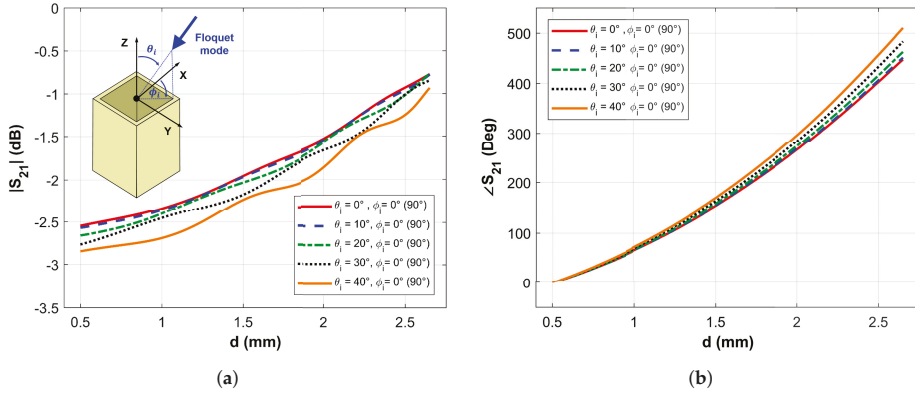 0
-0.5
-1
-1.5
-2
-2.5
-3
-3.5
|S21| (dB)
0.5 1 1.5 2 2.5
d (mm)
Z
θi
Floquet
mode
X
ϕi
Y
θi = 0° , ϕi= 0° (90°)
θi = 10°, ϕi= 0° (90°)
θi = 20°, ϕi= 0° (90°)
θi = 30°, ϕi= 0° (90°)
θi = 40°, ϕi= 0° (90°)
(a)
500
400
300
200
100
0
∠S21 (Deg)
0.5 1 1.5 2 2.5
d (mm)
θi = 0° , ϕi= 0° (90°)
θi = 10° ϕi= 0° (90°)
θi = 20° ϕi= 0° (90°)
θi = 30° ϕi= 0° (90°)
θi = 40° ϕi= 0° (90°)
(b)